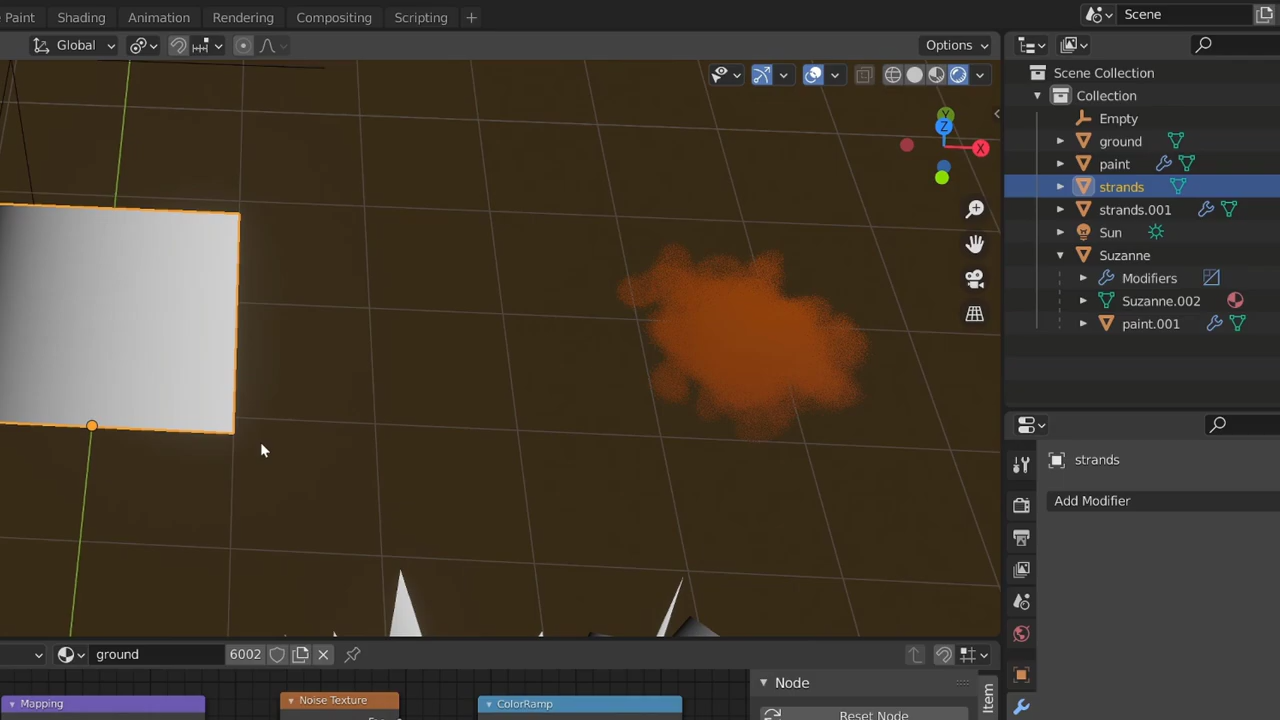 e Paint Shading Animation Rendering Compositing Scripting + Scene
Global Options
Y
Z
X
Scene Collection
Collection
Empty
ground
paint
strands
strands.001
Sun
Suzanne
Modifiers
Suzanne.002
paint.001
strands
Add Modifier
ground 6002
Node
Item
Mapping Noise Texture ColorRamp
Reset Node